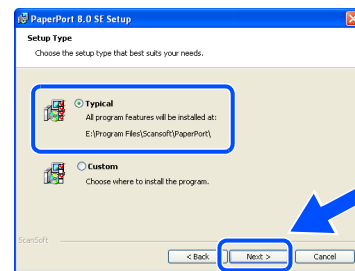 PaperPort 8.0 SE Setup
Setup Type
Choose the setup type that best suits your needs.
Typical
All program features will be installed at:
E:\Program Files\Scansoft\PaperPort\
Custom
Choose where to install the program.
ScanSoft
< Back
Next >
Cancel